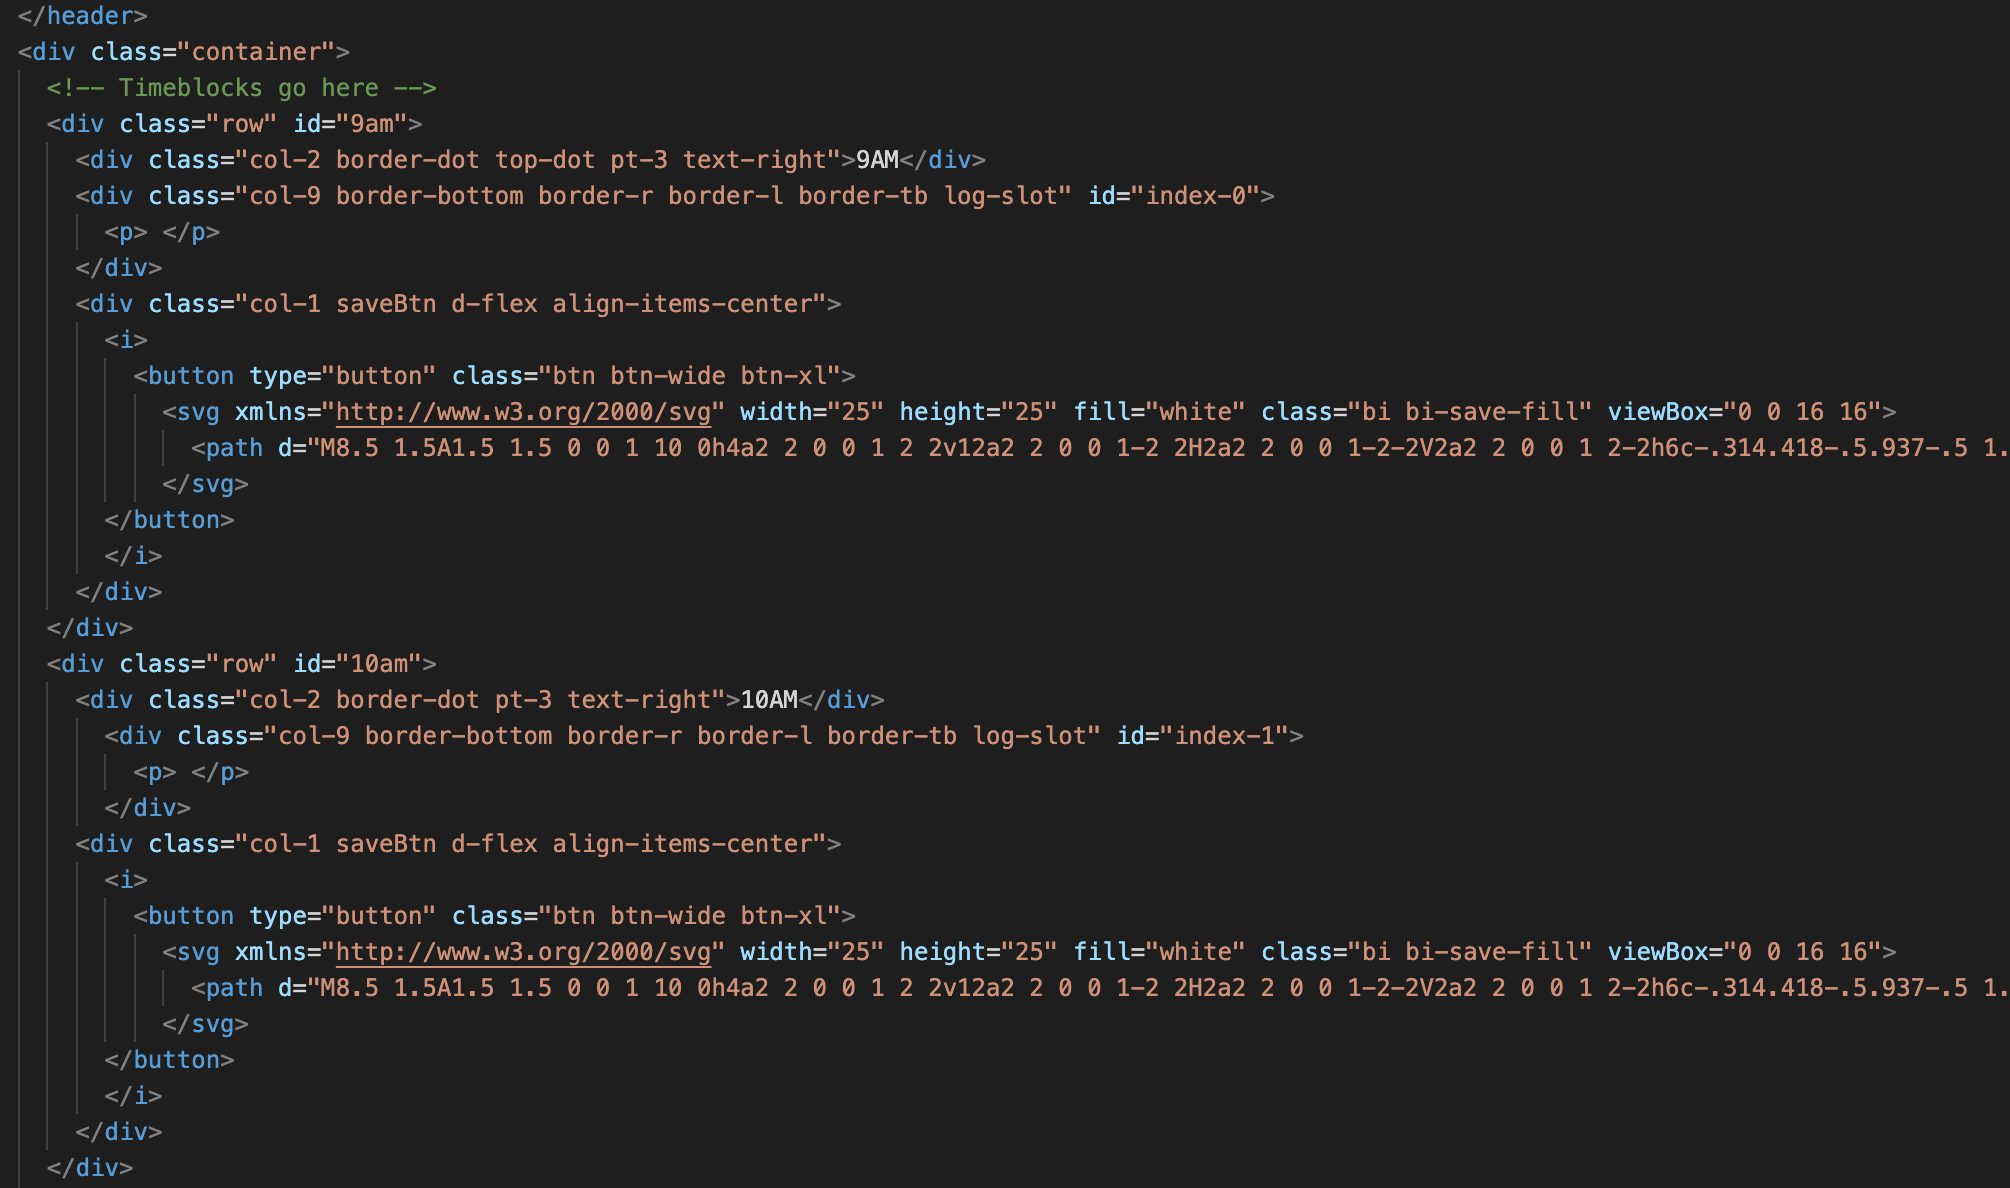 </header>
<div class="container">
<!-- Timeblocks go here -->
<div class="row" id="9am">
<div class="col-2 border-dot top-dot pt-3 text-right">9AM</div>
<div class="col-9 border-bottom border-r border-l border-tb log-slot" id="index-0">
<p> </p>
</div>
<div class="col-1 saveBtn d-flex align-items-center">
<i>
<button type="button" class="btn btn-wide btn-xl">
<svg xmlns="http://www.w3.org/2000/svg" width="25" height="25" fill="white" class="bi bi-save-fill" viewBox="0 0 16 16">
<path d="M8.5 1.5A1.5 1.5 0 0 1 10 0h4a2 2 0 0 1 2 2v12a2 2 0 0 1-2 2H2a2 2 0 0 1-2-2V2a2 2 0 0 1 2-2h6c-.314.418-.5.937-.5 1.
</svg>
</button>
</i>
</div>
</div>
<div class="row" id="10am">
<div class="col-2 border-dot pt-3 text-right">10AM</div>
<div class="col-9 border-bottom border-r border-l border-tb log-slot" id="index-1">
<p> </p>
</div>
<div class="col-1 saveBtn d-flex align-items-center">
<i>
<button type="button" class="btn btn-wide btn-xl">
<svg xmlns="http://www.w3.org/2000/svg" width="25" height="25" fill="white" class="bi bi-save-fill" viewBox="0 0 16 16">
<path d="M8.5 1.5A1.5 1.5 0 0 1 10 0h4a2 2 0 0 1 2 2v12a2 2 0 0 1-2 2H2a2 2 0 0 1-2-2V2a2 2 0 0 1 2-2h6c-.314.418-.5.937-.5 1.
</svg>
</button>
</i>
</div>
</div>